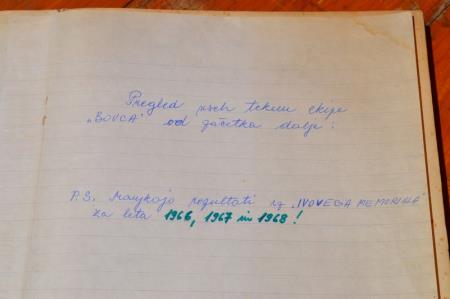 Pregled vseh tekem ekipe
„BOVCA" od začetka dalje:
P.S. Manjkajo rezultati iz „IVOVEGA MEMORIALA"
za leta 1966, 1967 in 1968!